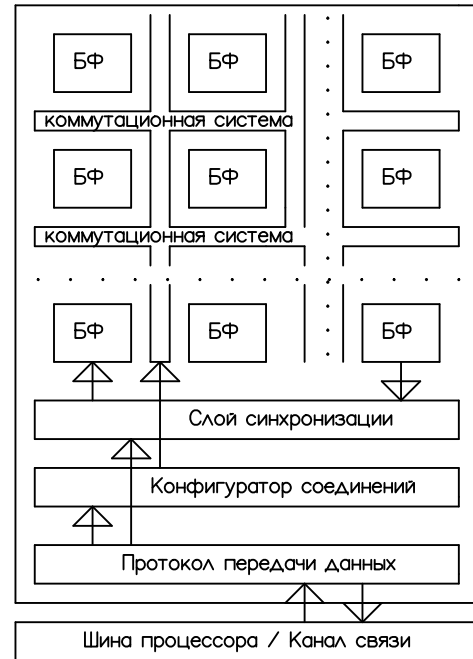 БФ БФ БФ
коммутационная система
БФ БФ БФ
коммутационная система
БФ БФ БФ
Слой синхронизации
Конфигуратор соединений
Протокол передачи данных
Шина процессора / Канал связи